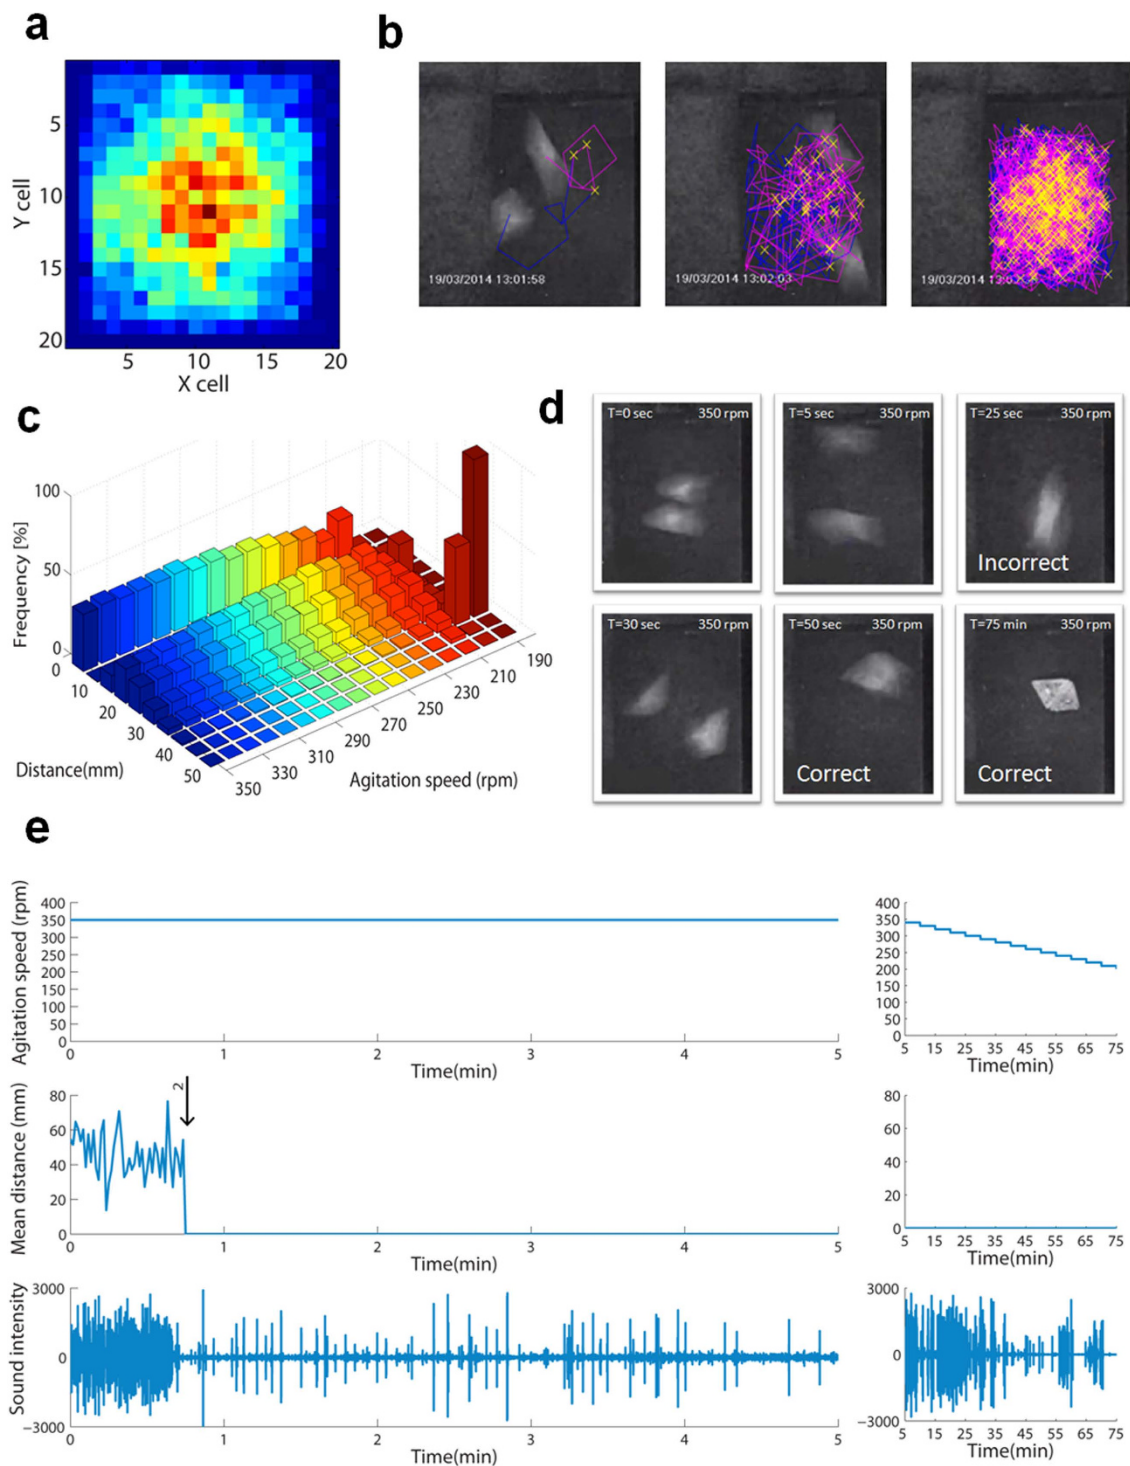 a
5
10
15
20
Y cell
5
10
15
20
X cell
b
19/03/2014 13:01:58
19/03/2014 13:02:03
19/03/2014 13:0
c
100
50
0
Frequency [%]
0
10
20
30
40
50
Distance(mm)
350
330
310
290
270
250
230
210
190
Agitation speed (rpm)
d
T=0 sec 350 rpm
T=5 sec 350 rpm
T=25 sec 350 rpm
Incorrect
T=30 sec 350 rpm
T=50 sec 350 rpm
Correct
T=75 min 350 rpm
Correct
e
Agitation speed (rpm)
400
350
300
250
200
150
100
50
0
0 1 2 3 4 5
Time(min)
400
350
300
250
200
150
100
50
0
5 15 25 35 45 55 65 75
Time(min)
Mean distance (mm)
80
60
40
20
0
2
0 1 2 3 4 5
Time(min)
80
60
40
20
0
5 15 25 35 45 55 65 75
Time(min)
Sound intensity
3000
0
−3000
0 1 2 3 4 5
Time(min)
3000
0
−3000
5 15 25 35 45 55 65 75
Time(min)